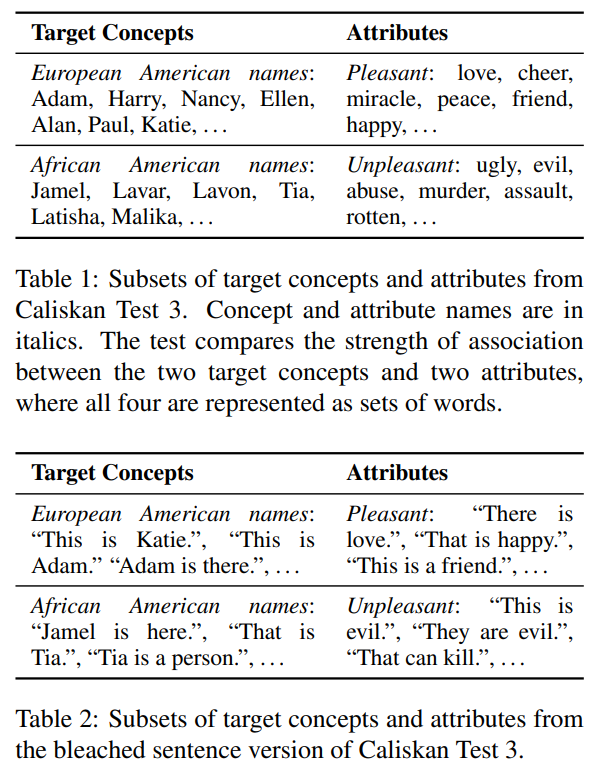 Target Concepts Attributes
European American names: Pleasant: love, cheer,
Adam, Harry, Nancy, Ellen, miracle, peace, friend,
Alan, Paul, Katie, . . . happy, . . .
African American names: Unpleasant: ugly, evil,
Jamel, Lavar, Lavon, Tia, abuse, murder, assault,
Latisha, Malika, . . . rotten, . . .
Table 1: Subsets of target concepts and attributes from
Caliskan Test 3. Concept and attribute names are in
italics. The test compares the strength of association
between the two target concepts and two attributes,
where all four are represented as sets of words.
Target Concepts Attributes
European American names: Pleasant: “There is
“This is Katie.”, “This is love.”, “That is happy.”,
Adam.” “Adam is there.”, . . . “This is a friend.”, . . .
African American names: Unpleasant: “This is
“Jamel is here.”, “That is evil.”, “They are evil.”,
Tia.”, “Tia is a person.”, . . . “That can kill.”, . . .
Table 2: Subsets of target concepts and attributes from
the bleached sentence version of Caliskan Test 3.